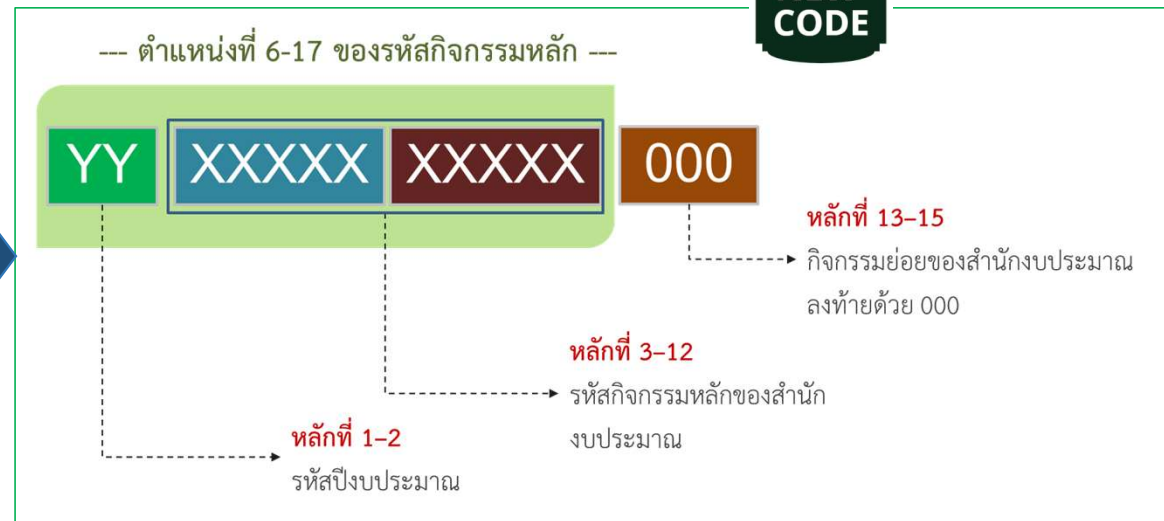 CODE
--- ตำแหน่งที่ 6-17 ของรหัสกิจกรรมหลัก ---
YY XXXXX XXXXX 000
หลักที่ 13–15
กิจกรรมย่อยของสำนักงบประมาณ
ลงท้ายด้วย 000
หลักที่ 3–12
รหัสกิจกรรมหลักของสำนัก
งบประมาณ
หลักที่ 1–2
รหัสปีงบประมาณ